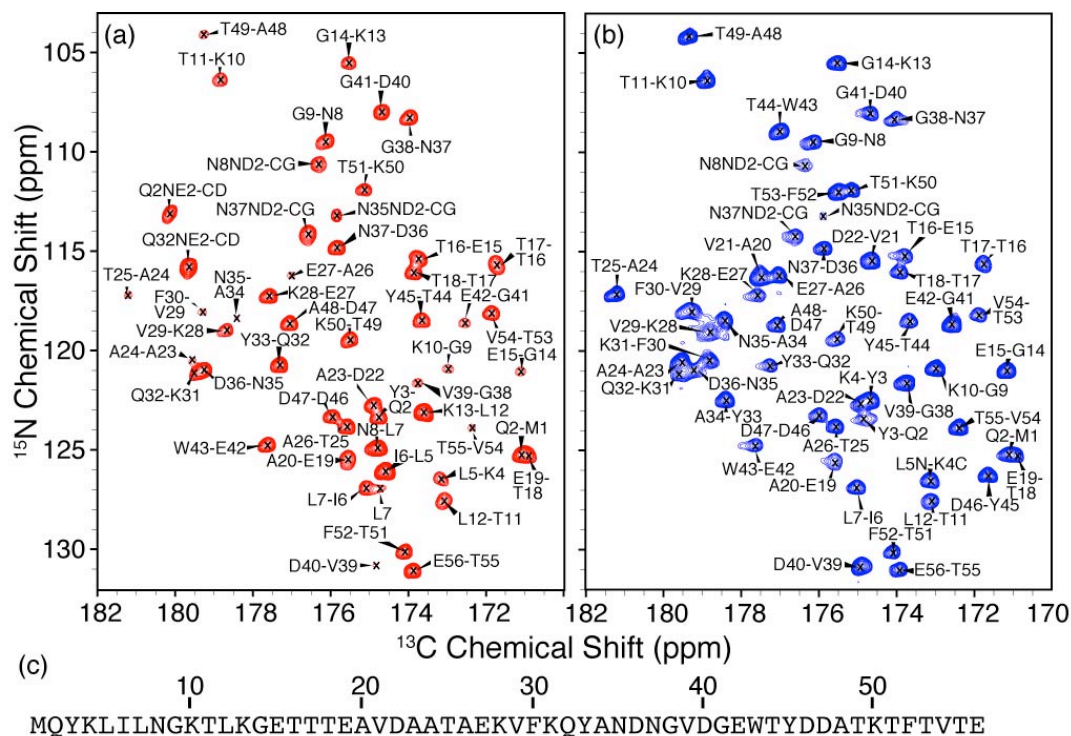 (a)
T49-A48
T11-K10
G14-K13
G41-D40
G9-N8
G38-N37
N8ND2-CG
T51-K50
Q2NE2-CD
N37ND2-CG
N35ND2-CG
N37-D36
Q32NE2-CD
T16-E15
T17-
T16
T25-A24
N35-
A34
E27-A26
T18-T17
F30-
V29
K28-E27
A48-D47
Y45-T44
E42-G41
V29-K28
K50-T49
V54-T53
A24-A23
Y33-Q32
K10-G9
E15-G14
Q32-K31
D36-N35
A23-D22
Y3-
Q2
V39-G38
D47-D46
K13-L12
N8-L7
T55-V54
W43-E42
A26-T25
Q2-M1
A20-E19
I6-L5
L5-K4
E19-
T18
L7-I6
L7
L12-T11
F52-T51
D40-V39
E56-T55
(b)
T49-A48
T11-K10
G14-K13
G41-D40
T44-W43
G38-N37
G9-N8
N8ND2-CG
T51-K50
T53-F52
N37ND2-CG
N35ND2-CG
V21-A20
D22-V21
T16-E15
T25-A24
K28-E27
N37-D36
T17-T16
E27-A26
T18-T17
F30-V29
A48-
D47
K50-
T49
E42-G41
V54-
T53
V29-K28
N35-A34
Y45-T44
K31-F30
A24-A23
Y33-Q32
E15-G14
Q32-K31
D36-N35
K4-Y3
K10-G9
A23-D22
V39-G38
A34-Y33
Y3-Q2
D47-D46
T55-V54
A26-T25
Q2-M1
W43-E42
L5N-K4C
E19-
T18
A20-E19
D46-Y45
L7-I6
L12-T11
F52-T51
D40-V39
E56-T55
105
110
115
120
125
130
15N Chemical Shift (ppm)
182 180 178 176 174 172 182 180 178 176 174 172 170
13C Chemical Shift (ppm)
(c)
10 20 30 40 50
MQYKLILNGKTLKGETTTEAVDAATAEKVFKQYANDNGVDGEWTYDDATKTFTVTE